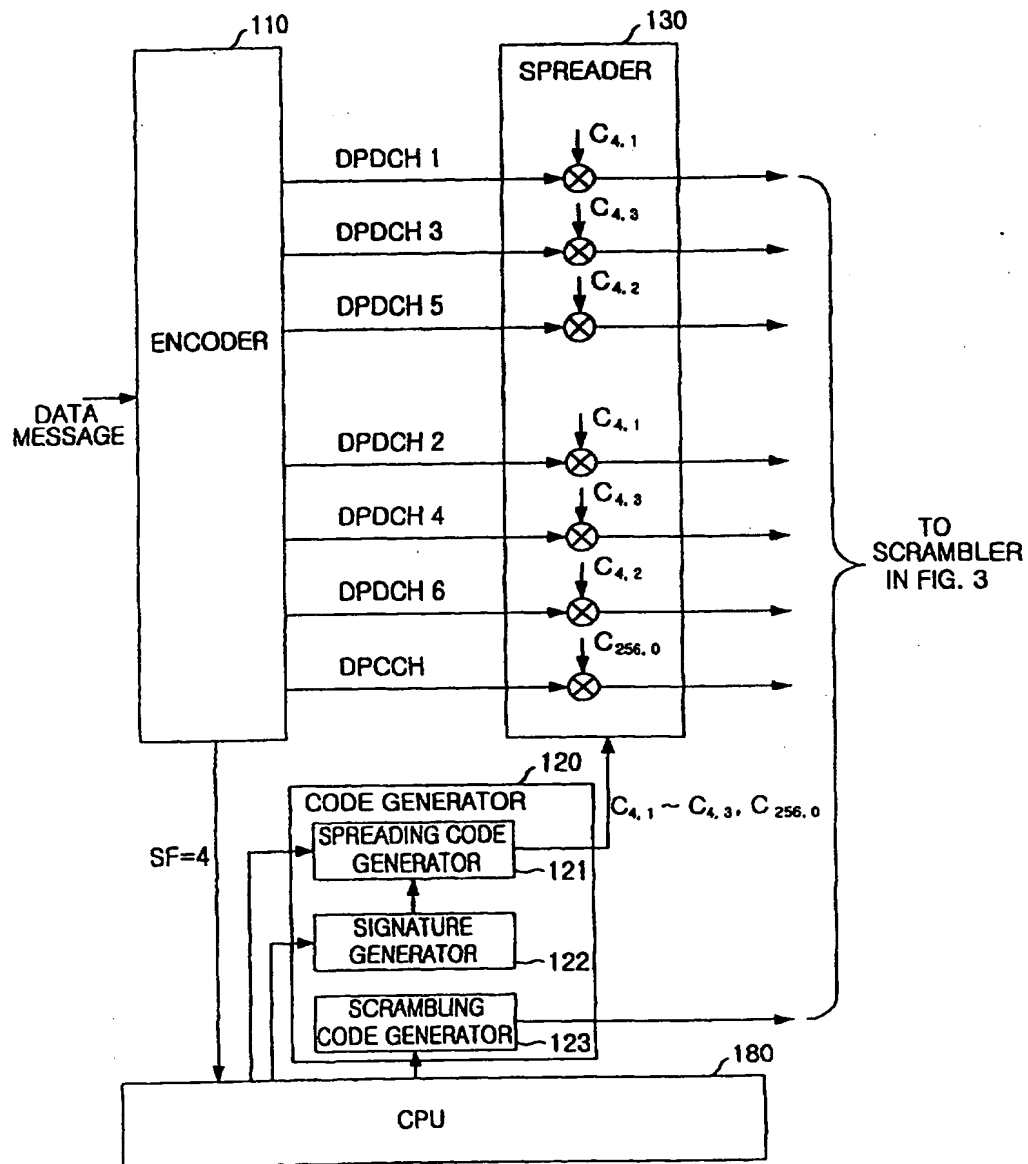 110
130
SPREADER
C4,1
DPDCH 1
C4,3
DPDCH 3
C4,2
DPDCH 5
ENCODER
DATA
MESSAGE
C4,1
DPDCH 2
C4,3
DPDCH 4
C4,2
DPDCH 6
C256,0
DPCCH
TO
SCRAMBLER
IN FIG. 3
120
CODE GENERATOR
C4,1 ~ C4,3, C256,0
SPREADING CODE
GENERATOR
121
SF=4
SIGNATURE
GENERATOR
122
SCRAMBLING
CODE GENERATOR
123
180
CPU